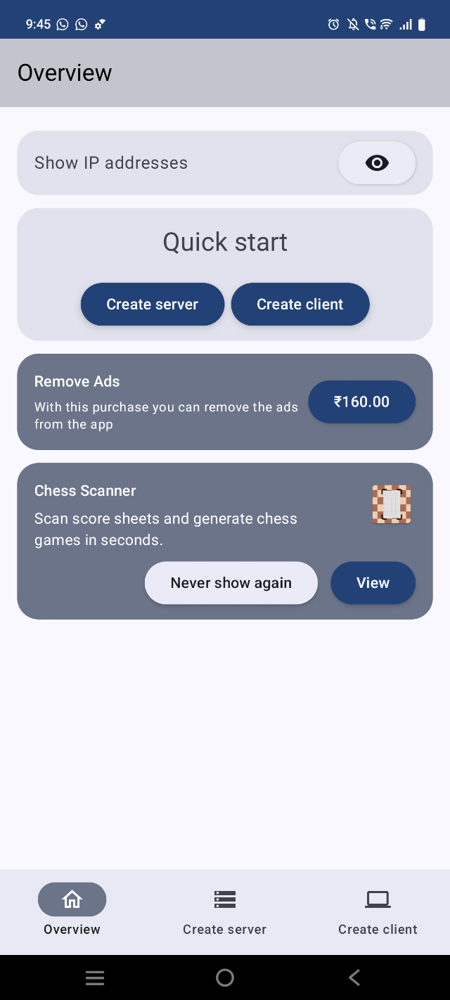 9:45
Overview
Show IP addresses
Quick start
Create server
Create client
Remove Ads
With this purchase you can remove the ads
from the app
₹160.00
Chess Scanner
Scan score sheets and generate chess
games in seconds.
Never show again
View
Overview
Create server
Create client